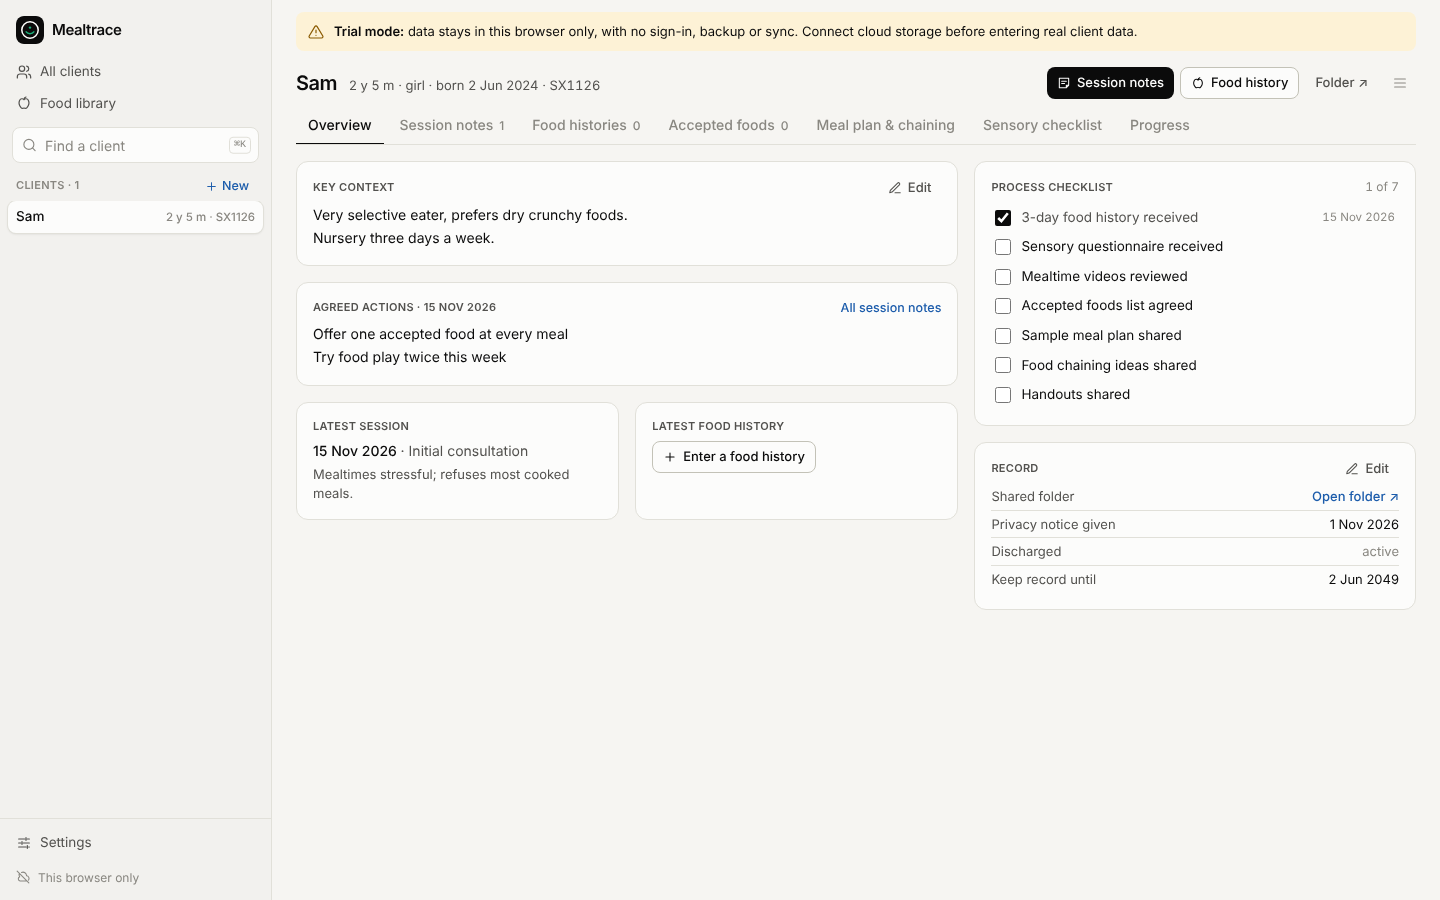 Mealtrace
All clients
Food library
Find a client
⌘K
CLIENTS · 1
+ New
Sam
2 y 5 m · SX1126
Settings
This browser only
Trial mode: data stays in this browser only, with no sign-in, backup or sync. Connect cloud storage before entering real client data.
Sam 2 y 5 m · girl · born 2 Jun 2024 · SX1126
Session notes
Food history
Folder ↗
Overview
Session notes 1
Food histories 0
Accepted foods 0
Meal plan & chaining
Sensory checklist
Progress
KEY CONTEXT
Edit
Very selective eater, prefers dry crunchy foods.
Nursery three days a week.
AGREED ACTIONS · 15 NOV 2026
All session notes
Offer one accepted food at every meal
Try food play twice this week
LATEST SESSION
15 Nov 2026 · Initial consultation
Mealtimes stressful; refuses most cooked
meals.
LATEST FOOD HISTORY
+ Enter a food history
PROCESS CHECKLIST
1 of 7
3-day food history received
15 Nov 2026
Sensory questionnaire received
Mealtime videos reviewed
Accepted foods list agreed
Sample meal plan shared
Food chaining ideas shared
Handouts shared
RECORD
Edit
Shared folder
Open folder ↗
Privacy notice given
1 Nov 2026
Discharged
active
Keep record until
2 Jun 2049